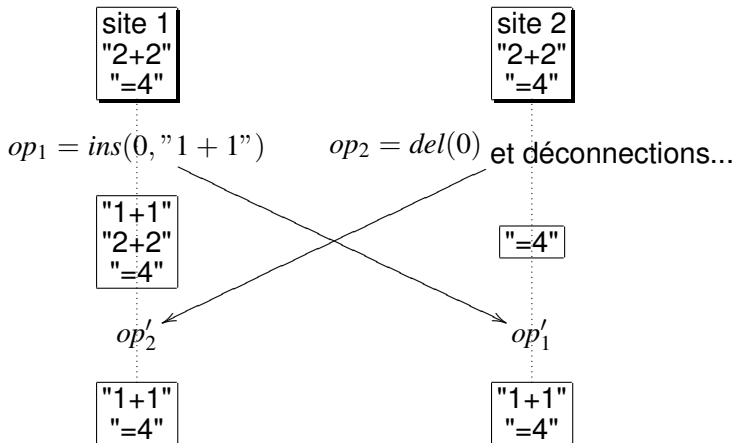 site 1
"2+2"
"=4"
site 2
"2+2"
"=4"
op₁ = ins(0, ”1 + 1”)
op₂ = del(0) et déconnections...
"1+1"
"2+2"
"=4"
"=4"
op′₂
op′₁
"1+1"
"=4"
"1+1"
"=4"